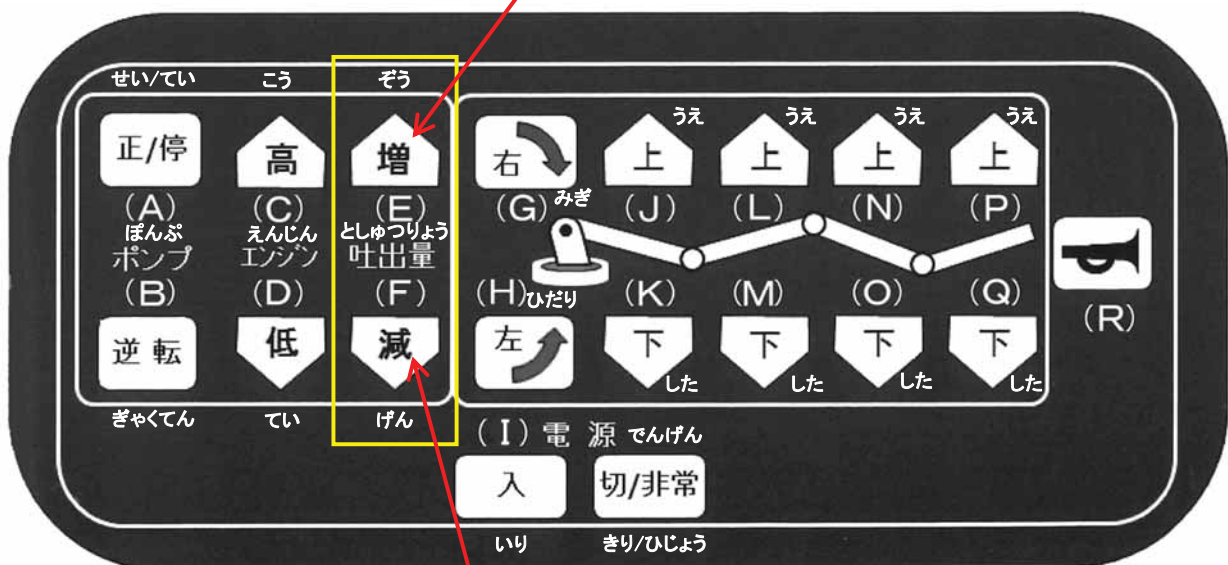 せい/てい こう ぞう
正/停 高 増 右 上 うえ 上 うえ 上 うえ 上 うえ
(A) (C) (E) (G) みぎ (J) (L) (N) (P)
ぽんぷ えんじん としゅつりょう
ポンプ エンジン 吐出量
(B) (D) (F) (H) ひだり (K) (M) (O) (Q) (R)
逆転 低 減 左 下 した 下 した 下 した 下 した
ぎゃくてん てい げん
(I) 電源 でんげん
入 切/非常
いり きり/ひじょう